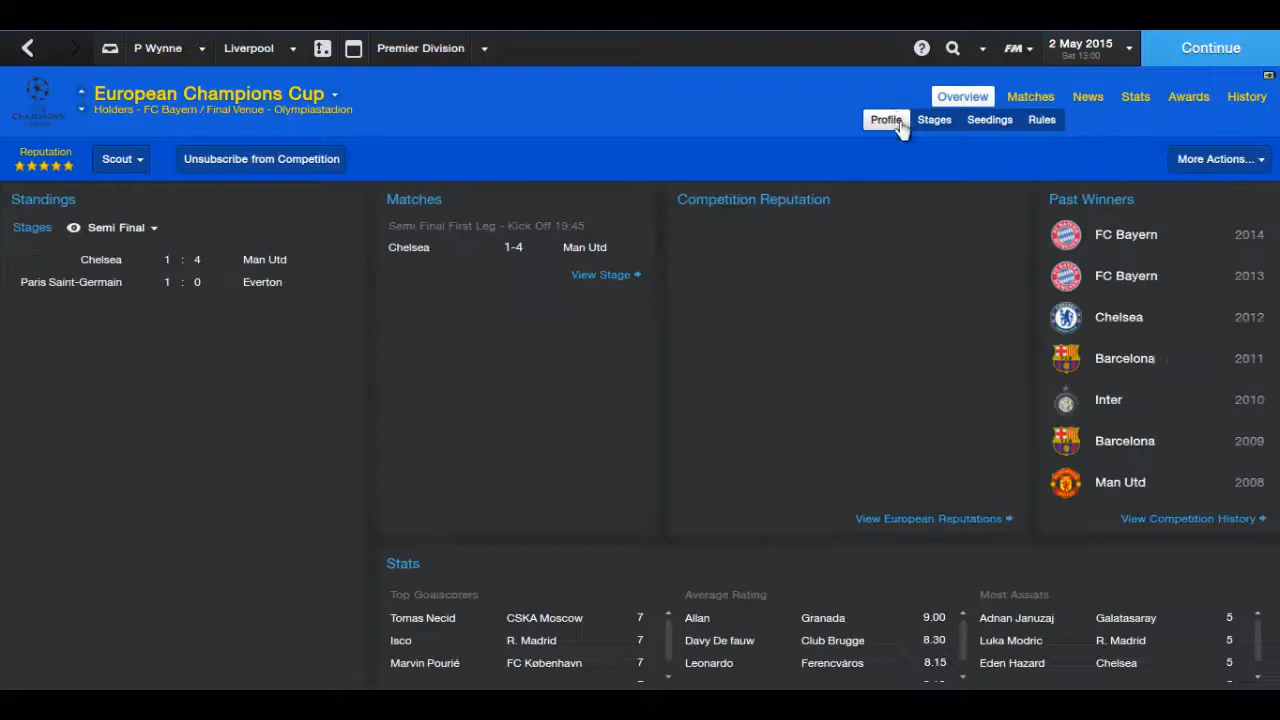 P Wynne Liverpool Premier Division ? FM 2 May 2015 Continue
Sat 13:00
European Champions Cup
Holders - FC Bayern / Final Venue - Olympiastadion
Overview Matches News Stats Awards History
Profile Stages Seedings Rules
Reputation
Scout Unsubscribe from Competition More Actions...
Standings
Stages Semi Final
Chelsea 1 : 4 Man Utd
Paris Saint-Germain 1 : 0 Everton
Matches
Semi Final First Leg - Kick Off 19:45
Chelsea 1-4 Man Utd
View Stage
Competition Reputation
View European Reputations
Past Winners
FC Bayern 2014
FC Bayern 2013
Chelsea 2012
Barcelona 2011
Inter 2010
Barcelona 2009
Man Utd 2008
View Competition History
Stats
Top Goalscorers
Tomas Necid CSKA Moscow 7
Isco R. Madrid 7
Marvin Pourié FC København 7
Average Rating
Allan Granada 9.00
Davy De fauw Club Brugge 8.30
Leonardo Ferencváros 8.15
Most Assists
Adnan Januzaj Galatasaray 5
Luka Modric R. Madrid 5
Eden Hazard Chelsea 5